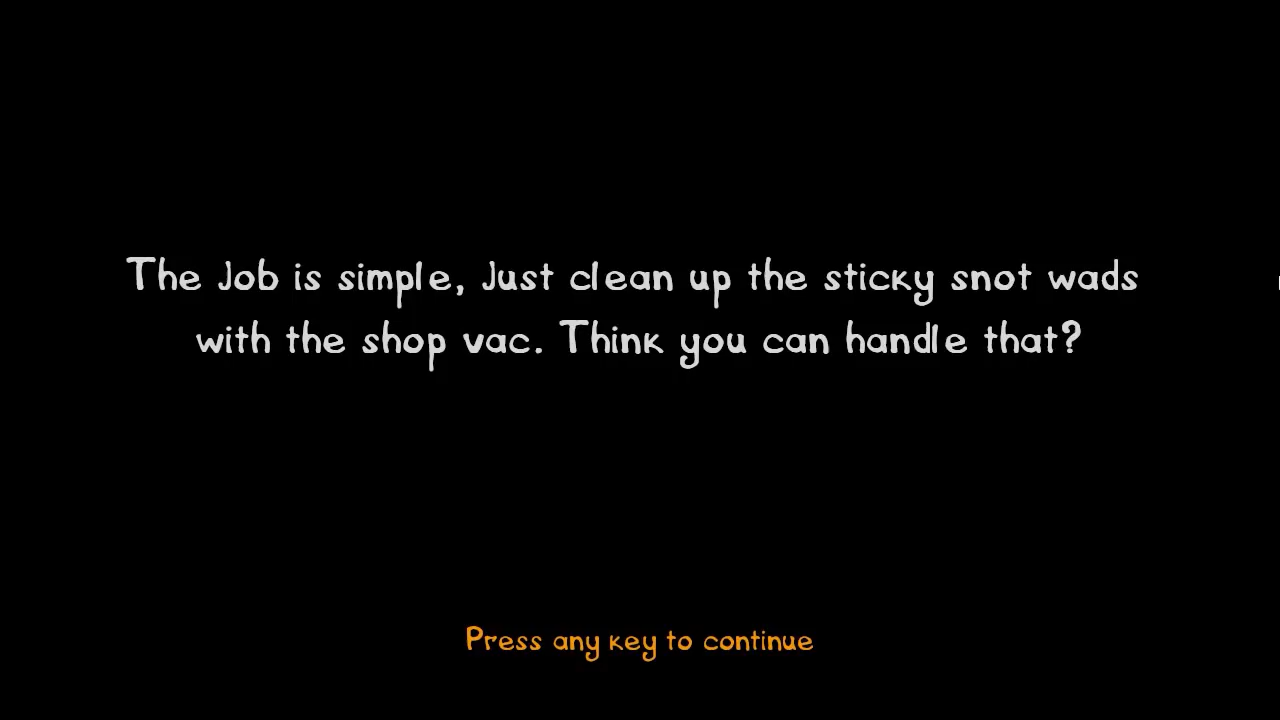 The Job is simple, Just clean up the sticky snot wads
with the shop vac. Think you can handle that?
Press any key to continue